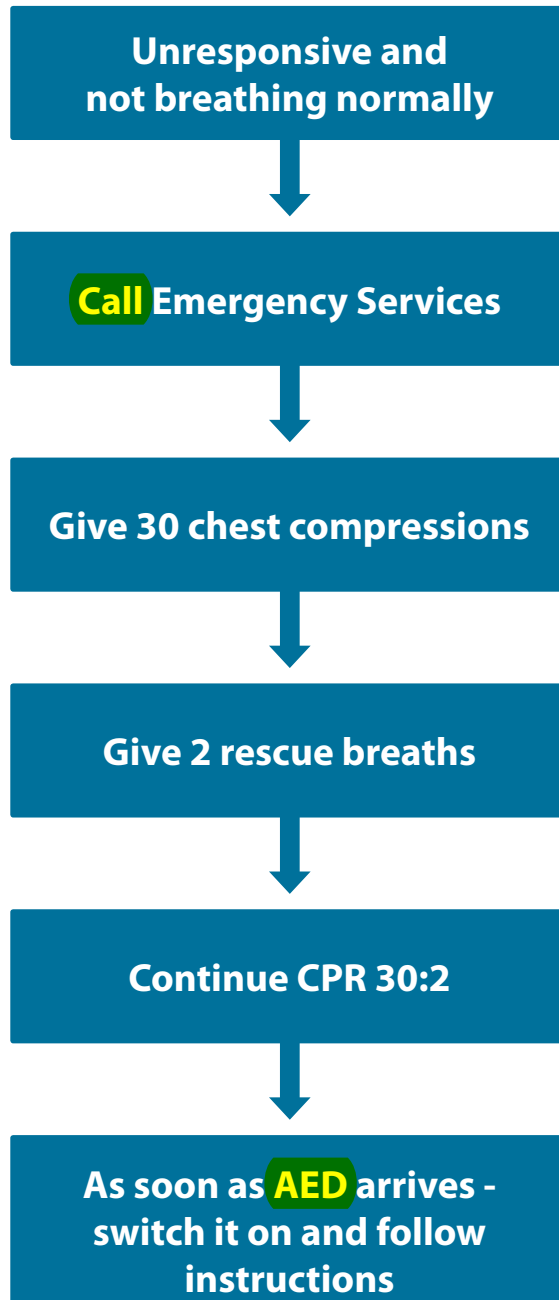 Unresponsive and
not breathing normally
Call Emergency Services
Give 30 chest compressions
Give 2 rescue breaths
Continue CPR 30:2
As soon as AED arrives -
switch it on and follow
instructions